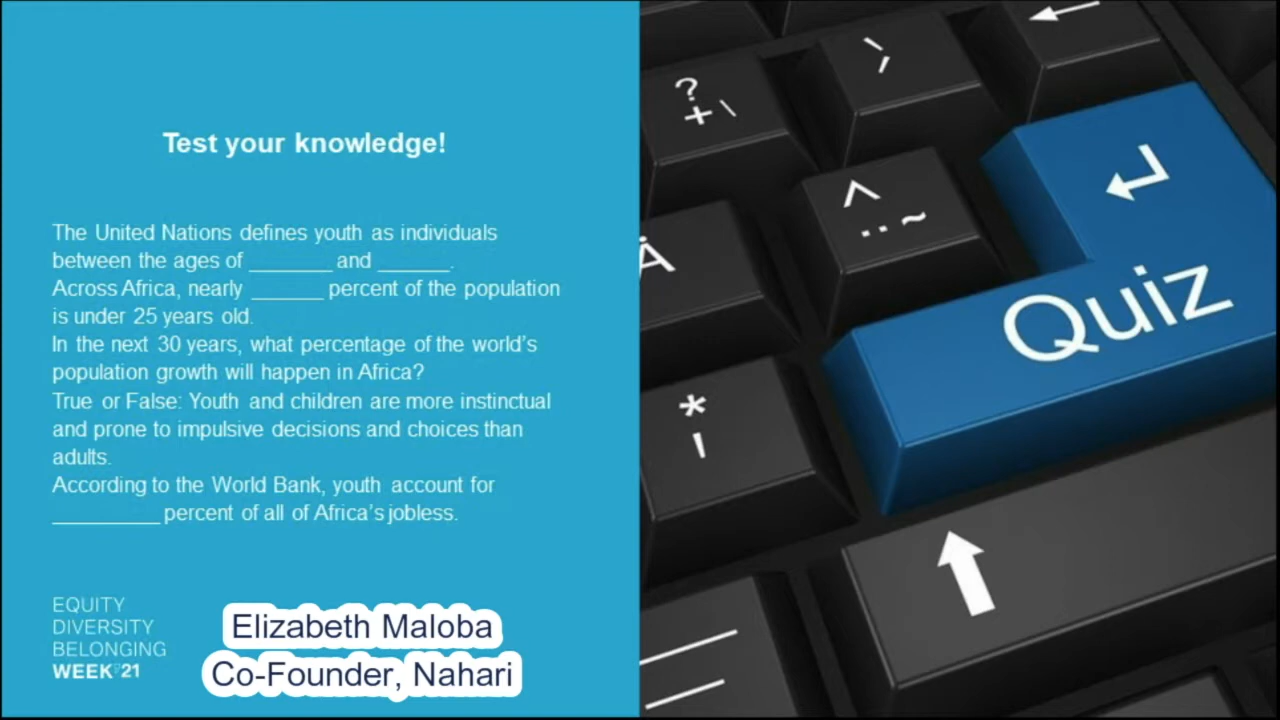 Test your knowledge!
The United Nations defines youth as individuals
between the ages of _______ and ______.
Across Africa, nearly ______ percent of the population
is under 25 years old.
In the next 30 years, what percentage of the world's
population growth will happen in Africa?
True or False: Youth and children are more instinctual
and prone to impulsive decisions and choices than
adults.
According to the World Bank, youth account for
_________ percent of all of Africa's jobless.
EQUITY
DIVERSITY
BELONGING
WEEK 21
Elizabeth Maloba
Co-Founder, Nahari
?
+ \
^
¨ ~
Å
*
'
Quiz